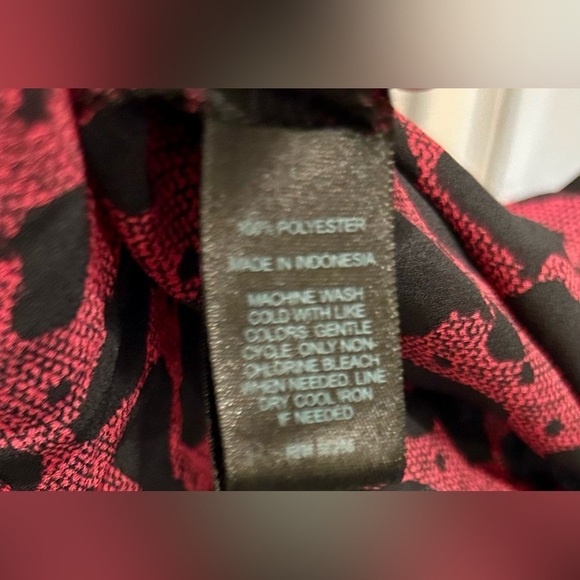 100% POLYESTER
MADE IN INDONESIA
MACHINE WASH
COLD WITH LIKE
COLORS. GENTLE
CYCLE. ONLY NON-
CHLORINE BLEACH
WHEN NEEDED. LINE
DRY. COOL IRON
IF NEEDED